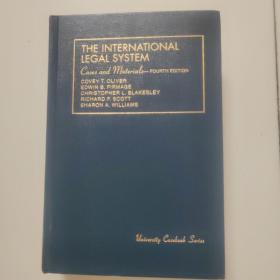 THE INTERNATIONAL
LEGAL SYSTEM
Cases and Materials—FOURTH EDITION
COVEY T. OLIVER
EDWIN B. FIRMAGE
CHRISTOPHER L. BLAKESLEY
RICHARD F. SCOTT
SHARON A. WILLIAMS
University Casebook Series